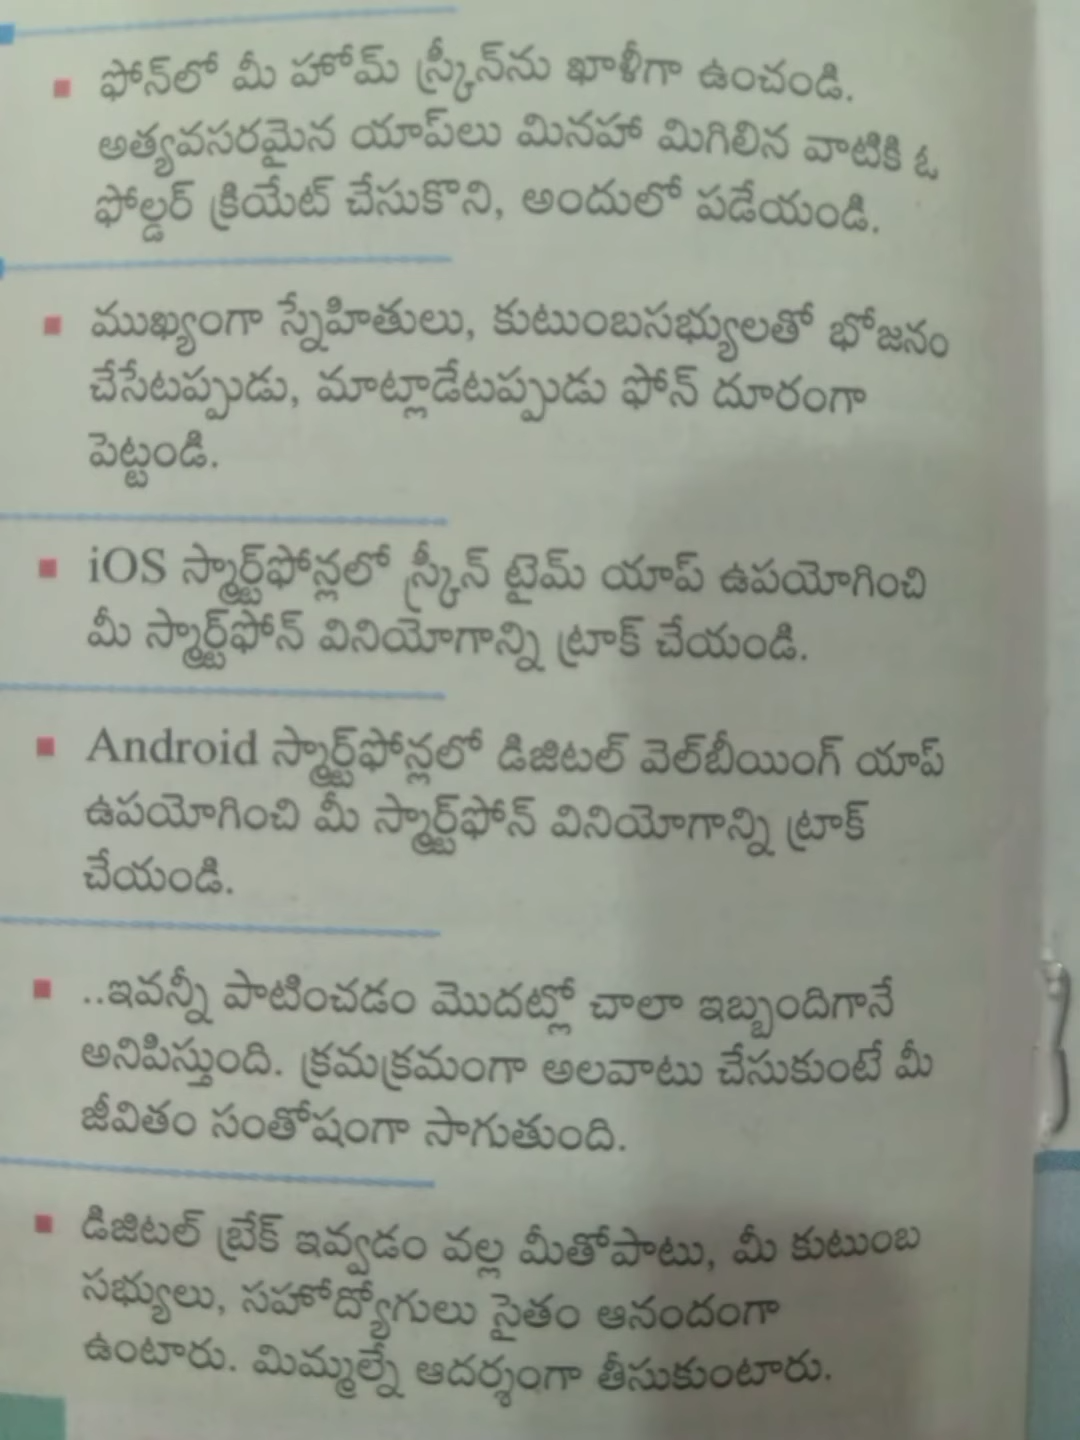 ▪ ఫోన్‌లో మీ హోమ్ స్క్రీన్‌ను ఖాళీగా ఉంచండి.
అత్యవసరమైన యాప్‌లు మినహా మిగిలిన వాటికి ఓ
ఫోల్డర్ క్రియేట్ చేసుకొని, అందులో పడేయండి.
▪ ముఖ్యంగా స్నేహితులు, కుటుంబసభ్యులతో భోజనం
చేసేటప్పుడు, మాట్లాడేటప్పుడు ఫోన్ దూరంగా
పెట్టండి.
▪ iOS స్మార్ట్‌ఫోన్లలో స్క్రీన్ టైమ్ యాప్ ఉపయోగించి
మీ స్మార్ట్‌ఫోన్ వినియోగాన్ని ట్రాక్ చేయండి.
▪ Android స్మార్ట్‌ఫోన్లలో డిజిటల్ వెల్‌బీయింగ్ యాప్
ఉపయోగించి మీ స్మార్ట్‌ఫోన్ వినియోగాన్ని ట్రాక్
చేయండి.
▪ ..ఇవన్నీ పాటించడం మొదట్లో చాలా ఇబ్బందిగానే
అనిపిస్తుంది. క్రమక్రమంగా అలవాటు చేసుకుంటే మీ
జీవితం సంతోషంగా సాగుతుంది.
▪ డిజిటల్ బ్రేక్ ఇవ్వడం వల్ల మీతోపాటు, మీ కుటుంబ
సభ్యులు, సహోద్యోగులు సైతం ఆనందంగా
ఉంటారు. మిమ్మల్నే ఆదర్శంగా తీసుకుంటారు.